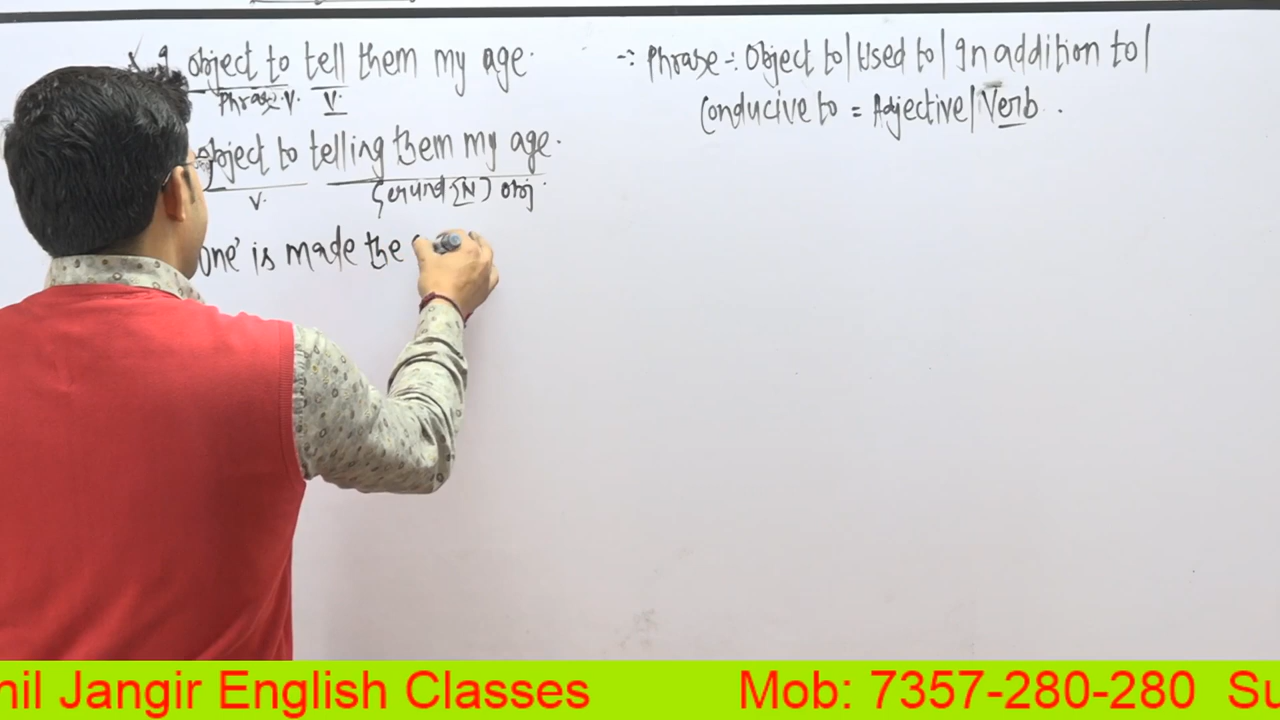 I object to tell them my age.
Phrase V. V.
object to telling them my age.
V. Gerund (N) obj.
'one' is made the
∴ Phrase -: Object to | Used to | In addition to |
Conducive to = Adjective | Verb .
nil Jangir English Classes Mob: 7357-280-280 Su